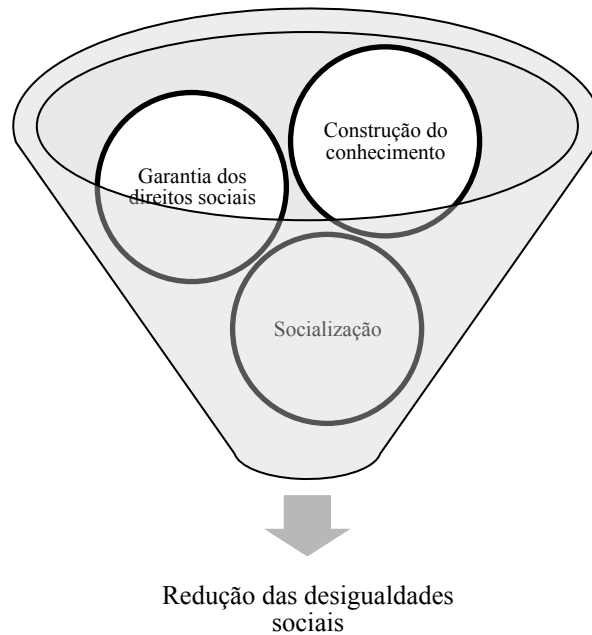 Construção do
conhecimento
Garantia dos
direitos sociais
Socialização
Redução das desigualdades
sociais